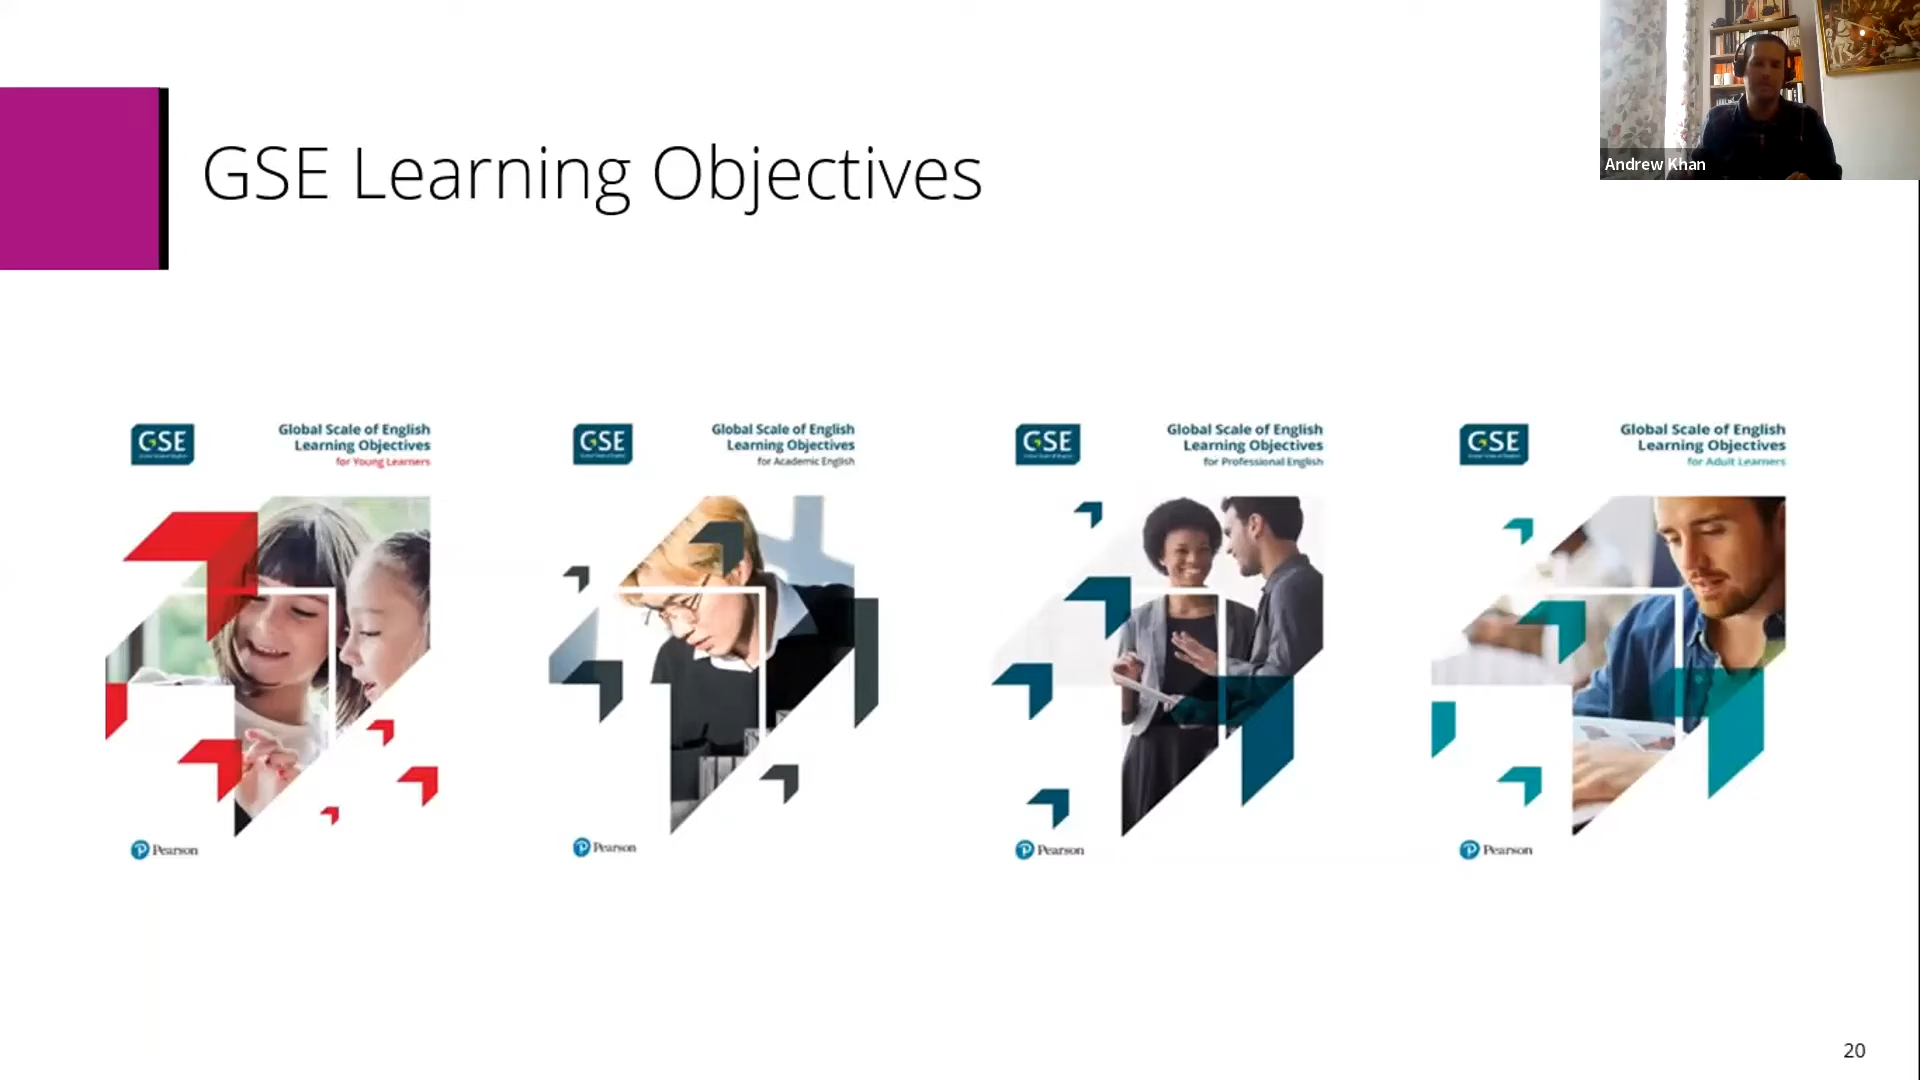 Andrew Khan
GSE Learning Objectives
GSE
Global Scale of English
Learning Objectives
for Young Learners
Pearson
GSE
Global Scale of English
Learning Objectives
for Academic English
Pearson
GSE
Global Scale of English
Learning Objectives
for Professional English
Pearson
GSE
Global Scale of English
Learning Objectives
for Adult Learners
Pearson
20